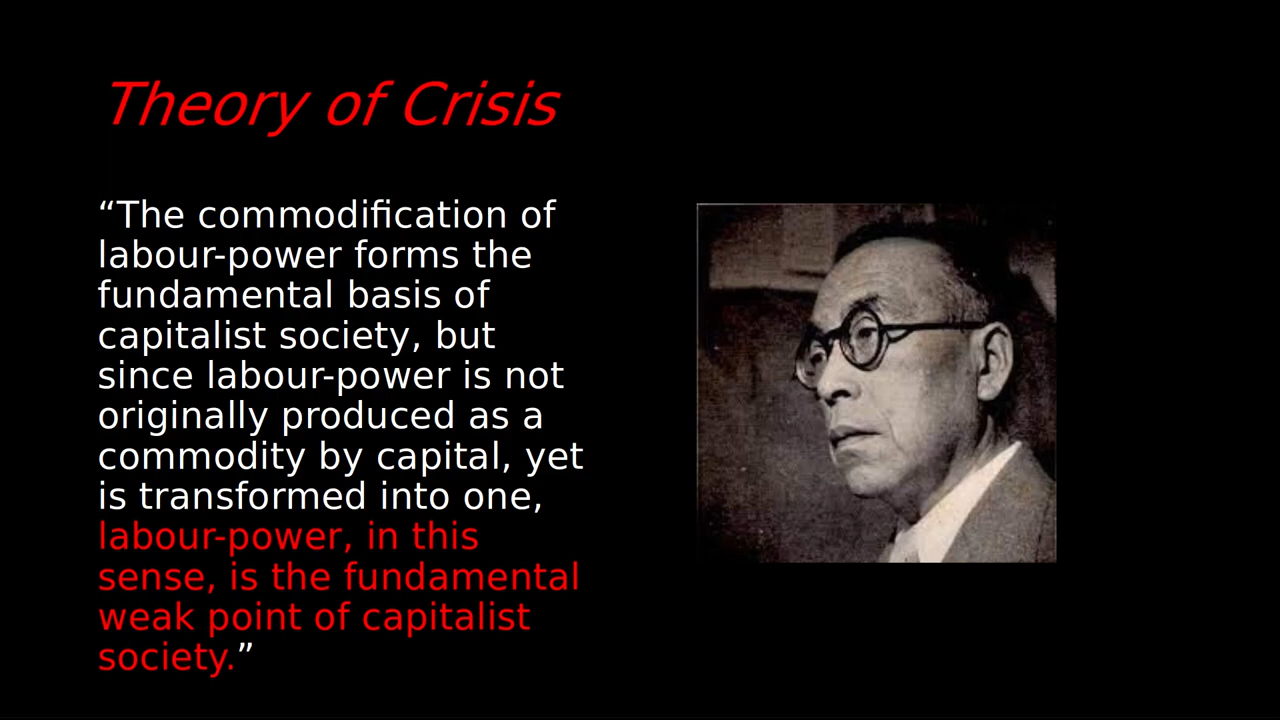 Theory of Crisis
“The commodification of
labour-power forms the
fundamental basis of
capitalist society, but
since labour-power is not
originally produced as a
commodity by capital, yet
is transformed into one,
labour-power, in this
sense, is the fundamental
weak point of capitalist
society.”